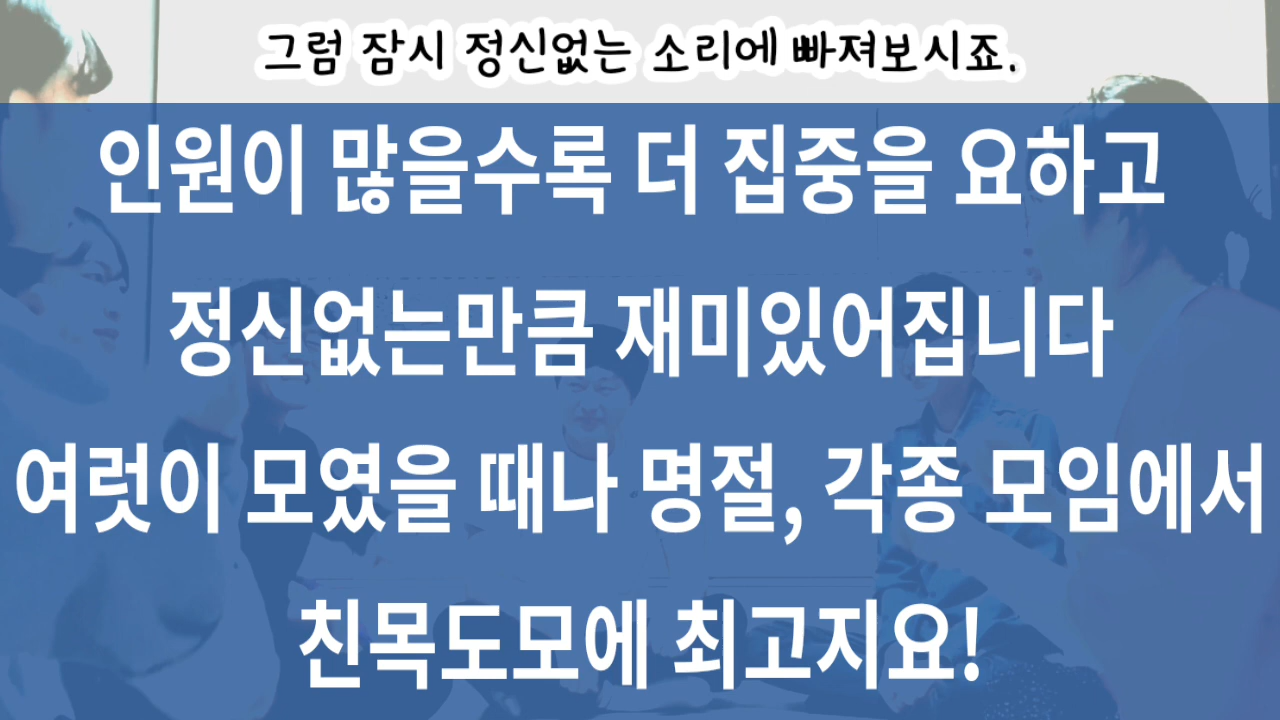 그럼 잠시 정신없는 소리에 빠져보시죠.
인원이 많을수록 더 집중을 요하고
정신없는만큼 재미있어집니다
여럿이 모였을 때나 명절, 각종 모임에서
친목도모에 최고지요!